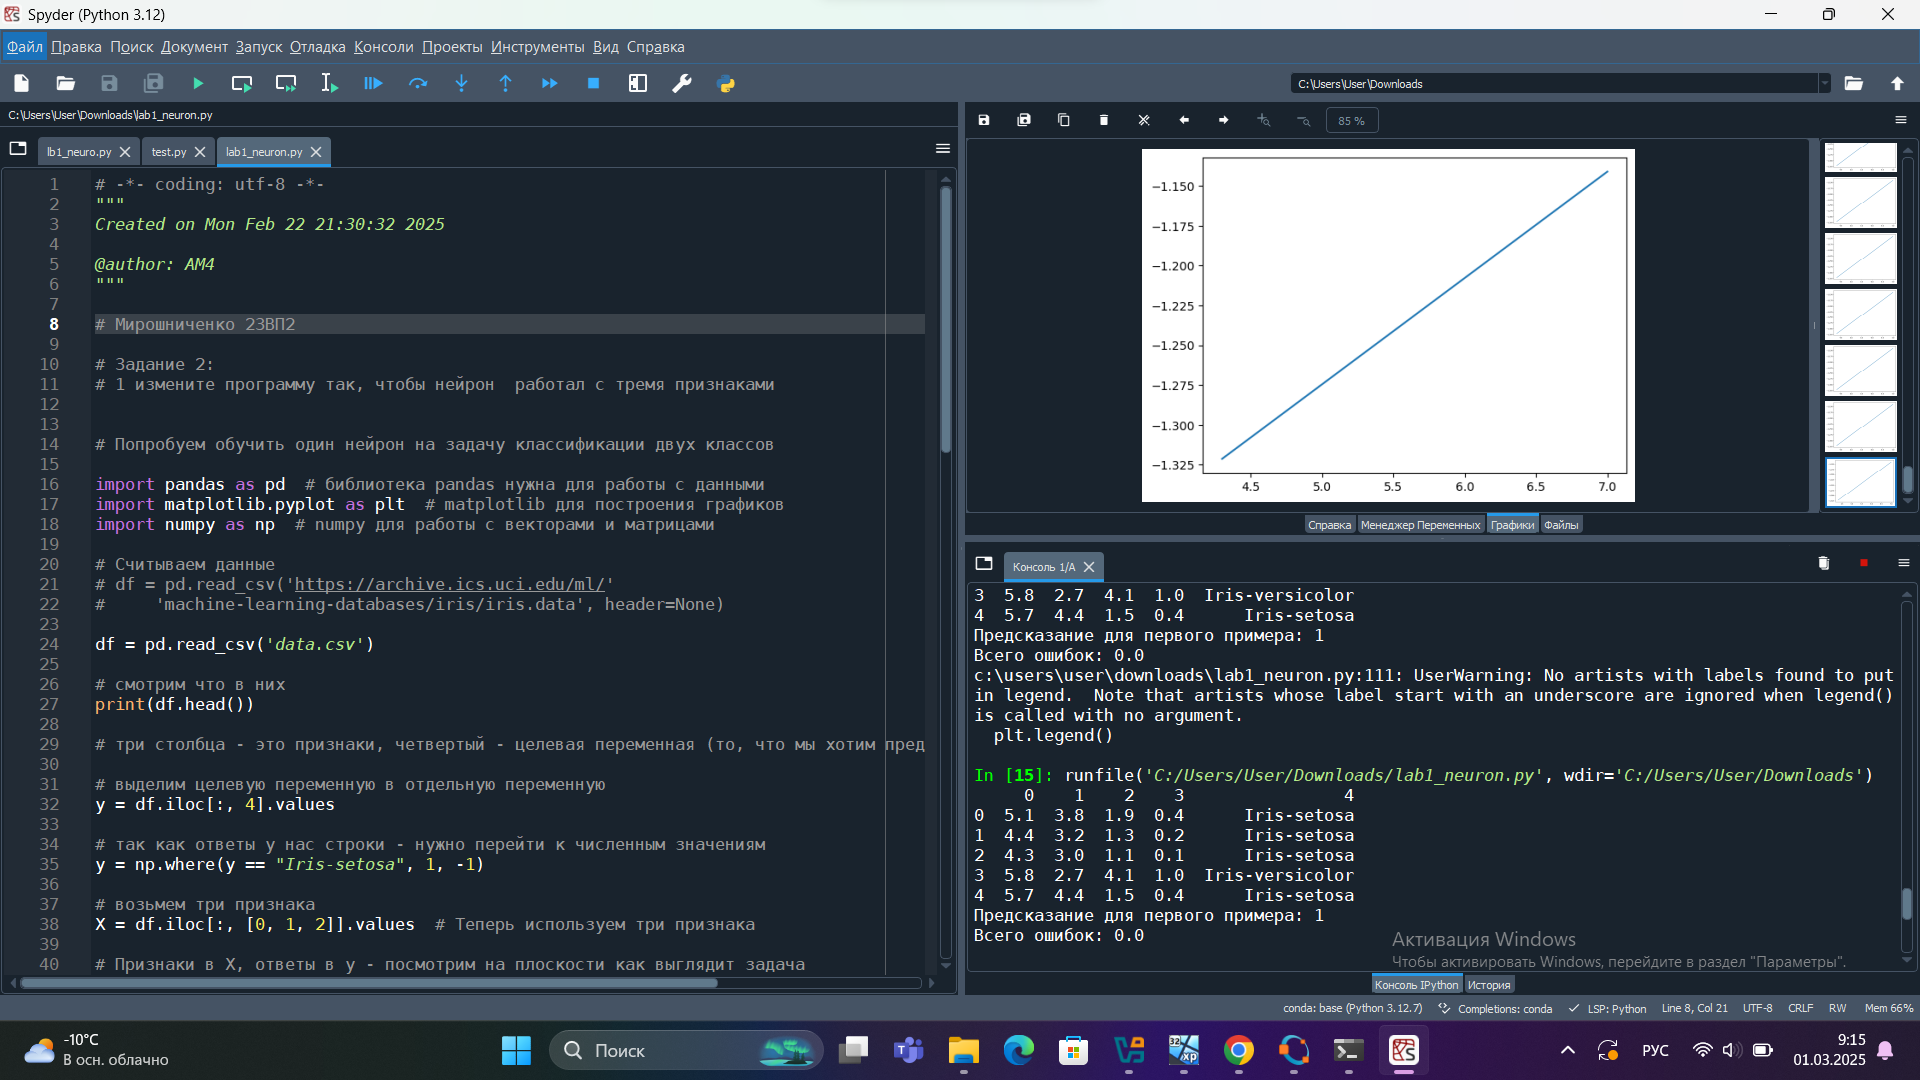 Spyder (Python 3.12)
Файл Правка Поиск Документ Запуск Отладка Консоли Проекты Инструменты Вид Справка
C:\Users\User\Downloads
C:\Users\User\Downloads\lab1_neuron.py
lb1_neuro.py test.py lab1_neuron.py
1 # -*- coding: utf-8 -*-
2 """
3 Created on Mon Feb 22 21:30:32 2025
4
5 @author: AM4
6 """
7
8 # Мирошниченко 23ВП2
9
10 # Задание 2:
11 # 1 измените программу так, чтобы нейрон  работал с тремя признаками
12
13
14 # Попробуем обучить один нейрон на задачу классификации двух классов
15
16 import pandas as pd  # библиотека pandas нужна для работы с данными
17 import matplotlib.pyplot as plt  # matplotlib для построения графиков
18 import numpy as np  # numpy для работы с векторами и матрицами
19
20 # Считываем данные
21 # df = pd.read_csv('https://archive.ics.uci.edu/ml/'
22 #     'machine-learning-databases/iris/iris.data', header=None)
23
24 df = pd.read_csv('data.csv')
25
26 # смотрим что в них
27 print(df.head())
28
29 # три столбца - это признаки, четвертый - целевая переменная (то, что мы хотим пред
30
31 # выделим целевую переменную в отдельную переменную
32 y = df.iloc[:, 4].values
33
34 # так как ответы у нас строки - нужно перейти к численным значениям
35 y = np.where(y == "Iris-setosa", 1, -1)
36
37 # возьмем три признака
38 X = df.iloc[:, [0, 1, 2]].values  # Теперь используем три признака
39
40 # Признаки в X, ответы в y - посмотрим на плоскости как выглядит задача
85 %
−1.150
−1.175
−1.200
−1.225
−1.250
−1.275
−1.300
−1.325
4.5 5.0 5.5 6.0 6.5 7.0
Справка Менеджер Переменных Графики Файлы
Консоль 1/A
3  5.8  2.7  4.1  1.0  Iris-versicolor
4  5.7  4.4  1.5  0.4      Iris-setosa
Предсказание для первого примера: 1
Всего ошибок: 0.0
c:\users\user\downloads\lab1_neuron.py:111: UserWarning: No artists with labels found to put
in legend.  Note that artists whose label start with an underscore are ignored when legend()
is called with no argument.
plt.legend()
In [15]: runfile('C:/Users/User/Downloads/lab1_neuron.py', wdir='C:/Users/User/Downloads')
0    1    2    3                4
0  5.1  3.8  1.9  0.4      Iris-setosa
1  4.4  3.2  1.3  0.2      Iris-setosa
2  4.3  3.0  1.1  0.1      Iris-setosa
3  5.8  2.7  4.1  1.0  Iris-versicolor
4  5.7  4.4  1.5  0.4      Iris-setosa
Предсказание для первого примера: 1
Всего ошибок: 0.0
Активация Windows
Чтобы активировать Windows, перейдите в раздел "Параметры".
Консоль IPython История
conda: base (Python 3.12.7) Completions: conda LSP: Python Line 8, Col 21 UTF-8 CRLF RW Mem 66%
-10°C
В осн. облачно
Поиск
32
xp
РУС
9:15
01.03.2025